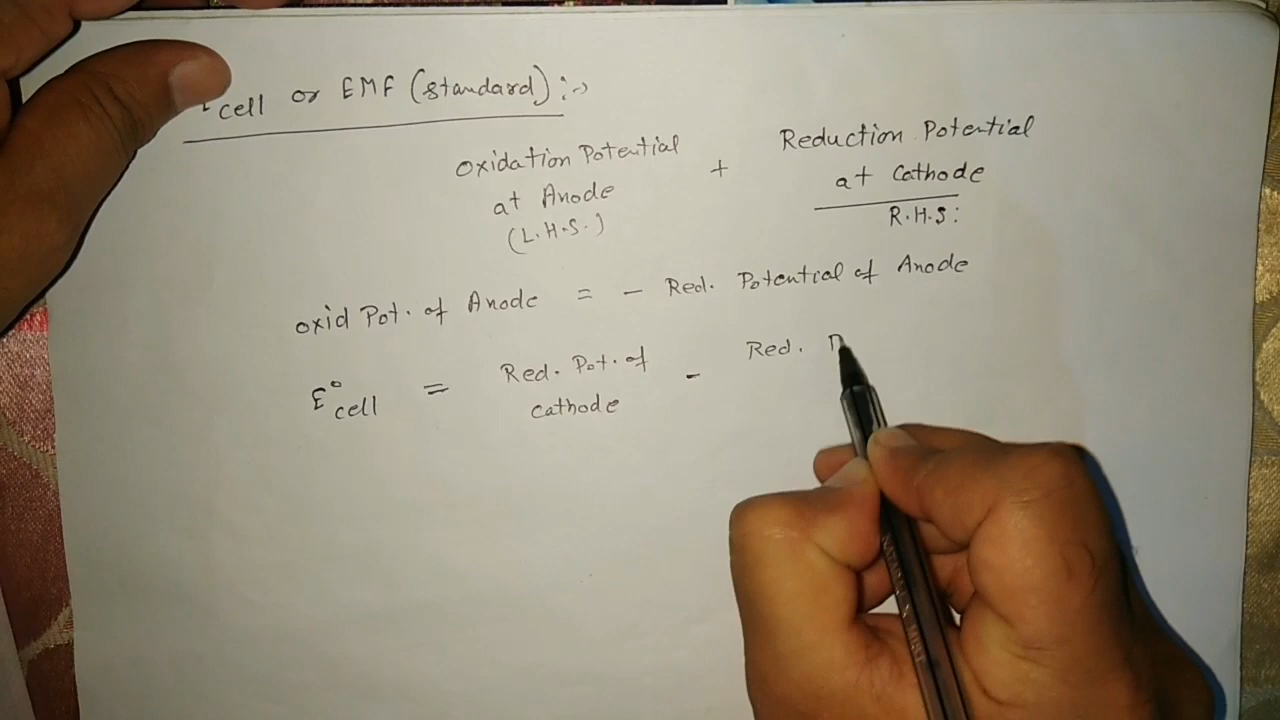 cell or EMF (standard) :->
Oxidation Potential + Reduction Potential
at Anode at Cathode
(L.H.S.) R.H.S:
oxid Pot. of Anode = - Red. Potential of Anode
E°cell = Red. Pot. of - Red.
cathode